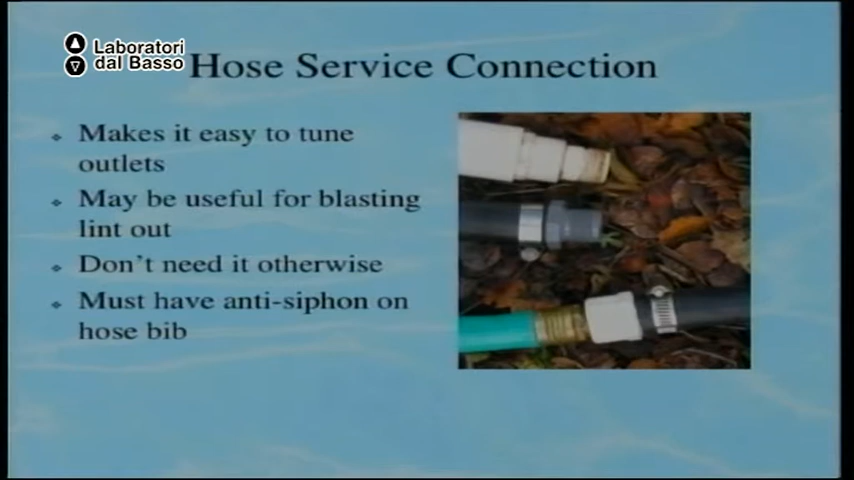 Laboratori
dal Basso
Hose Service Connection
Makes it easy to tune
outlets
May be useful for blasting
lint out
Don't need it otherwise
Must have anti-siphon on
hose bib